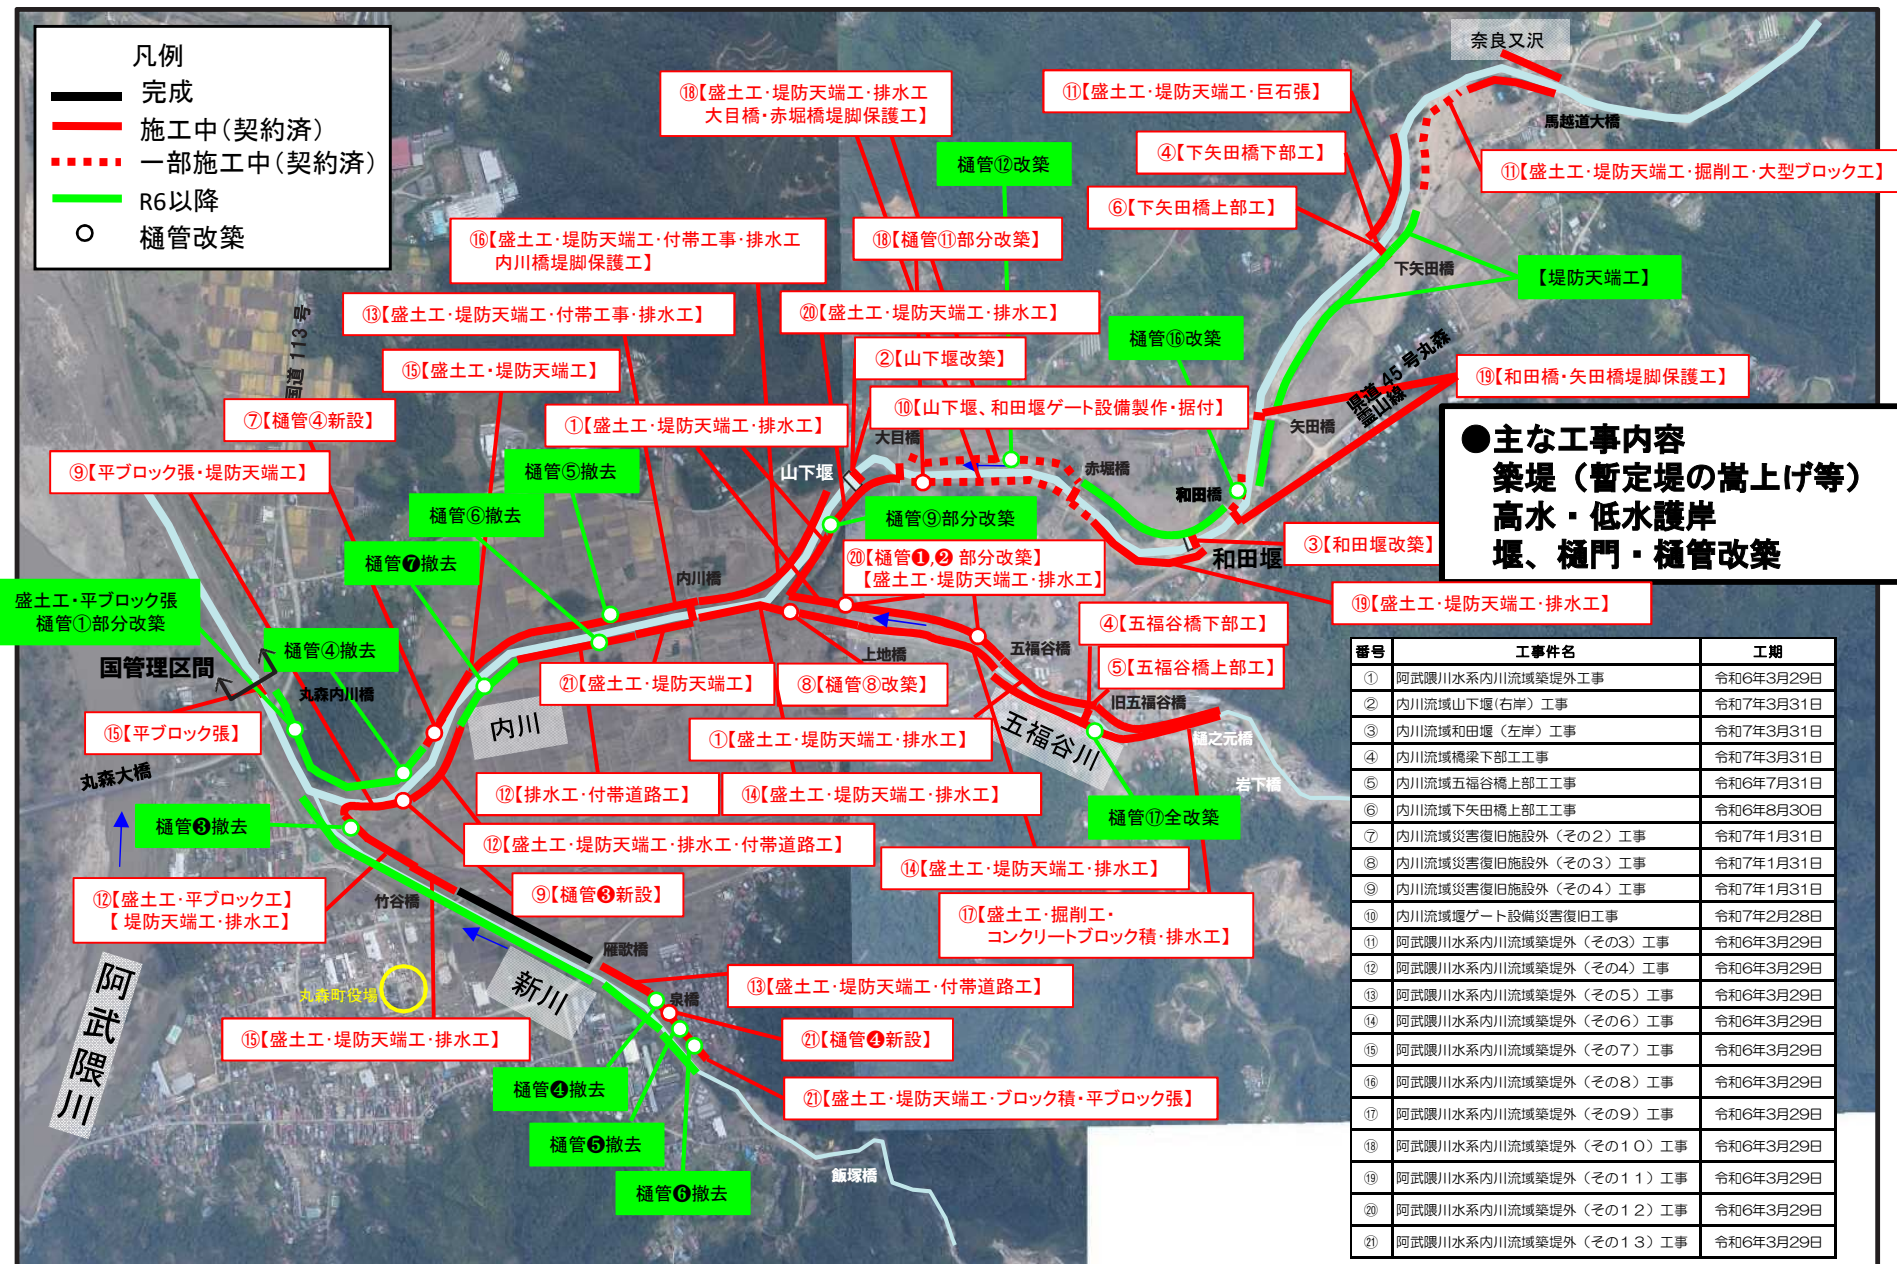 凡例
完成
施工中(契約済)
一部施工中(契約済)
R6以降
樋管改築
奈良又沢
⑱【盛土工・堤防天端工・排水工
大目橋・赤堀橋堤脚保護工】
⑪【盛土工・堤防天端工・巨石張】
馬越道大橋
④【下矢田橋下部工】
樋管⑫改築
⑪【盛土工・堤防天端工・掘削工・大型ブロック工】
⑥【下矢田橋上部工】
⑯【盛土工・堤防天端工・付帯工事・排水工
内川橋堤脚保護工】
⑱【樋管⑪部分改築】
下矢田橋
【堤防天端工】
⑬【盛土工・堤防天端工・付帯工事・排水工】
⑳【盛土工・堤防天端工・排水工】
樋管⑯改築
国道113号
②【山下堰改築】
⑮【盛土工・堤防天端工】
県道45号丸森
霊山線
⑲【和田橋・矢田橋堤脚保護工】
⑩【山下堰、和田堰ゲート設備製作・据付】
⑦【樋管④新設】
①【盛土工・堤防天端工・排水工】
大目橋
矢田橋
●主な工事内容
築堤（暫定堤の嵩上げ等）
高水・低水護岸
堰、樋門・樋管改築
⑨【平ブロック張・堤防天端工】
樋管⑤撤去
山下堰
赤堀橋
和田橋
樋管⑥撤去
樋管⑨部分改築
樋管❼撤去
⑳【樋管❶,❷ 部分改築】
【盛土工・堤防天端工・排水工】
和田堰
③【和田堰改築】
内川橋
盛土工・平ブロック張
樋管①部分改築
⑲【盛土工・堤防天端工・排水工】
④【五福谷橋下部工】
樋管④撤去
国管理区間
上地橋
五福谷橋
⑤【五福谷橋上部工】
丸森内川橋
㉑【盛土工・堤防天端工】
⑧【樋管⑧改築】
旧五福谷橋
⑮【平ブロック張】
内川
①【盛土工・堤防天端工・排水工】
五福谷川
樋之元橋
丸森大橋
岩下橋
⑫【排水工・付帯道路工】
⑭【盛土工・堤防天端工・排水工】
樋管⑰全改築
樋管❸撤去
⑫【盛土工・堤防天端工・排水工・付帯道路工】
⑭【盛土工・堤防天端工・排水工】
⑫【盛土工・平ブロック工】
【 堤防天端工・排水工】
竹谷橋
⑨【樋管❸新設】
⑰【盛土工・掘削工・
コンクリートブロック積・排水工】
雁歌橋
阿武隈川
丸森町役場
新川
⑬【盛土工・堤防天端工・付帯道路工】
泉橋
⑮【盛土工・堤防天端工・排水工】
㉑【樋管❹新設】
樋管❹撤去
㉑【盛土工・堤防天端工・ブロック積・平ブロック張】
樋管❺撤去
樋管❻撤去
飯塚橋
番号 工事件名 工期
① 阿武隈川水系内川流域築堤外工事 令和6年3月29日
② 内川流域山下堰(右岸）工事 令和7年3月31日
③ 内川流域和田堰（左岸）工事 令和7年3月31日
④ 内川流域橋梁下部工工事 令和7年3月31日
⑤ 内川流域五福谷橋上部工工事 令和6年7月31日
⑥ 内川流域下矢田橋上部工工事 令和6年8月30日
⑦ 内川流域災害復旧施設外（その２）工事 令和7年1月31日
⑧ 内川流域災害復旧施設外（その３）工事 令和7年1月31日
⑨ 内川流域災害復旧施設外（その４）工事 令和7年1月31日
⑩ 内川流域堰ゲート設備災害復旧工事 令和7年2月28日
⑪ 阿武隈川水系内川流域築堤外（その3）工事 令和6年3月29日
⑫ 阿武隈川水系内川流域築堤外（その4）工事 令和6年3月29日
⑬ 阿武隈川水系内川流域築堤外（その５）工事 令和6年3月29日
⑭ 阿武隈川水系内川流域築堤外（その６）工事 令和6年3月29日
⑮ 阿武隈川水系内川流域築堤外（その７）工事 令和6年3月29日
⑯ 阿武隈川水系内川流域築堤外（その８）工事 令和6年3月29日
⑰ 阿武隈川水系内川流域築堤外（その９）工事 令和6年3月29日
⑱ 阿武隈川水系内川流域築堤外（その１０）工事 令和6年3月29日
⑲ 阿武隈川水系内川流域築堤外（その１１）工事 令和6年3月29日
⑳ 阿武隈川水系内川流域築堤外（その１２）工事 令和6年3月29日
㉑ 阿武隈川水系内川流域築堤外（その１３）工事 令和6年3月29日